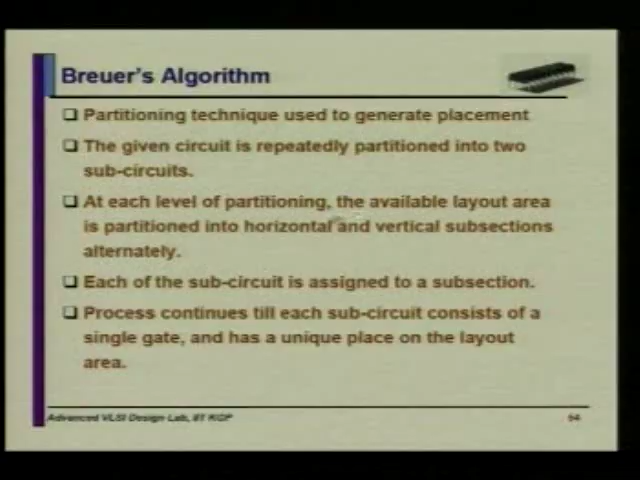 Breuer's Algorithm
❑ Partitioning technique used to generate placement
❑ The given circuit is repeatedly partitioned into two
sub-circuits.
❑ At each level of partitioning, the available layout area
is partitioned into horizontal and vertical subsections
alternately.
❑ Each of the sub-circuit is assigned to a subsection.
❑ Process continues till each sub-circuit consists of a
single gate, and has a unique place on the layout
area.
Advanced VLSI Design Lab, IIT KGP
64